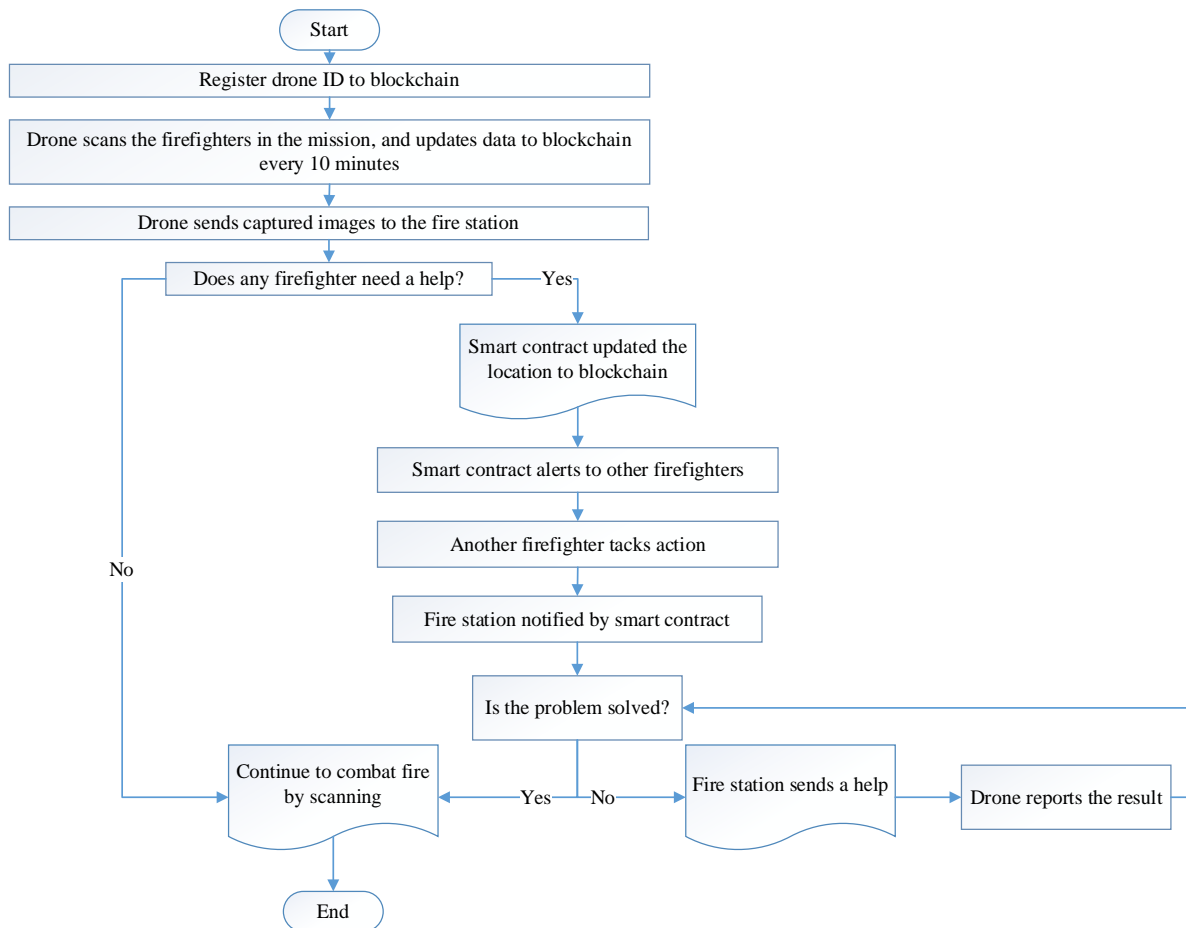 Start
Register drone ID to blockchain
Drone scans the firefighters in the mission, and updates data to blockchain
every 10 minutes
Drone sends captured images to the fire station
Does any firefighter need a help?
Yes
Smart contract updated the
location to blockchain
Smart contract alerts to other firefighters
Another firefighter tacks action
No
Fire station notified by smart contract
Is the problem solved?
Continue to combat fire
by scanning
Yes
No
Fire station sends a help
Drone reports the result
End